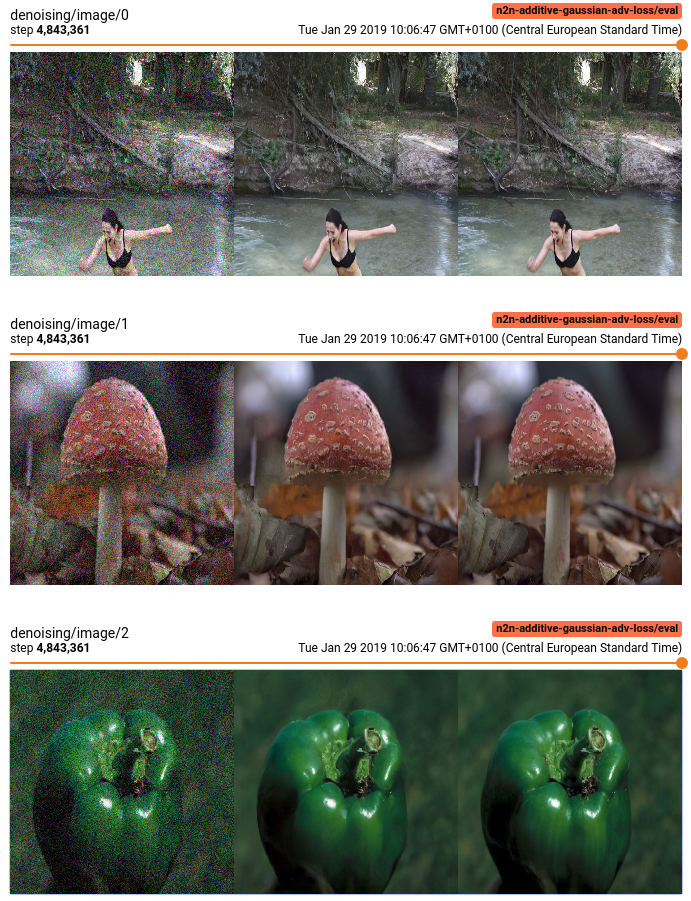 denoising/image/0
n2n-additive-gaussian-adv-loss/eval
step 4,843,361
Tue Jan 29 2019 10:06:47 GMT+0100 (Central European Standard Time)
denoising/image/1
n2n-additive-gaussian-adv-loss/eval
step 4,843,361
Tue Jan 29 2019 10:06:47 GMT+0100 (Central European Standard Time)
denoising/image/2
n2n-additive-gaussian-adv-loss/eval
step 4,843,361
Tue Jan 29 2019 10:06:47 GMT+0100 (Central European Standard Time)